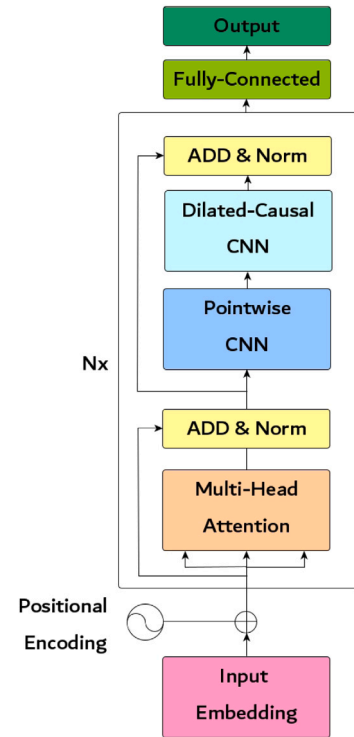 Output
Fully-Connected
ADD & Norm
Dilated-Causal
CNN
Pointwise
CNN
Nx
ADD & Norm
Multi-Head
Attention
Positional
Encoding
Input
Embedding